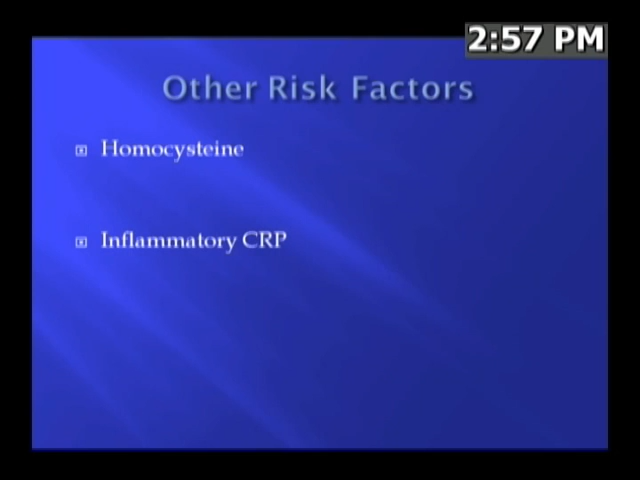 2:57 PM
Other Risk Factors
Homocysteine
Inflammatory CRP